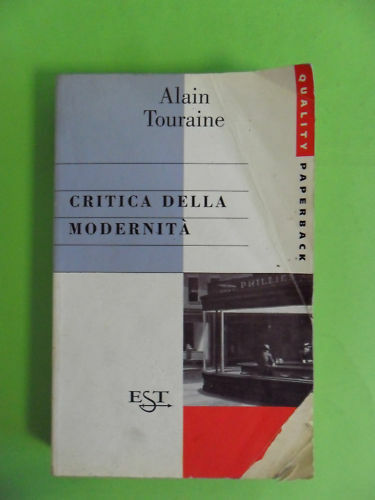 Alain
Touraine
QUALITY PAPERBACK
CRITICA DELLA
MODERNITÀ
PHILLIES
EST